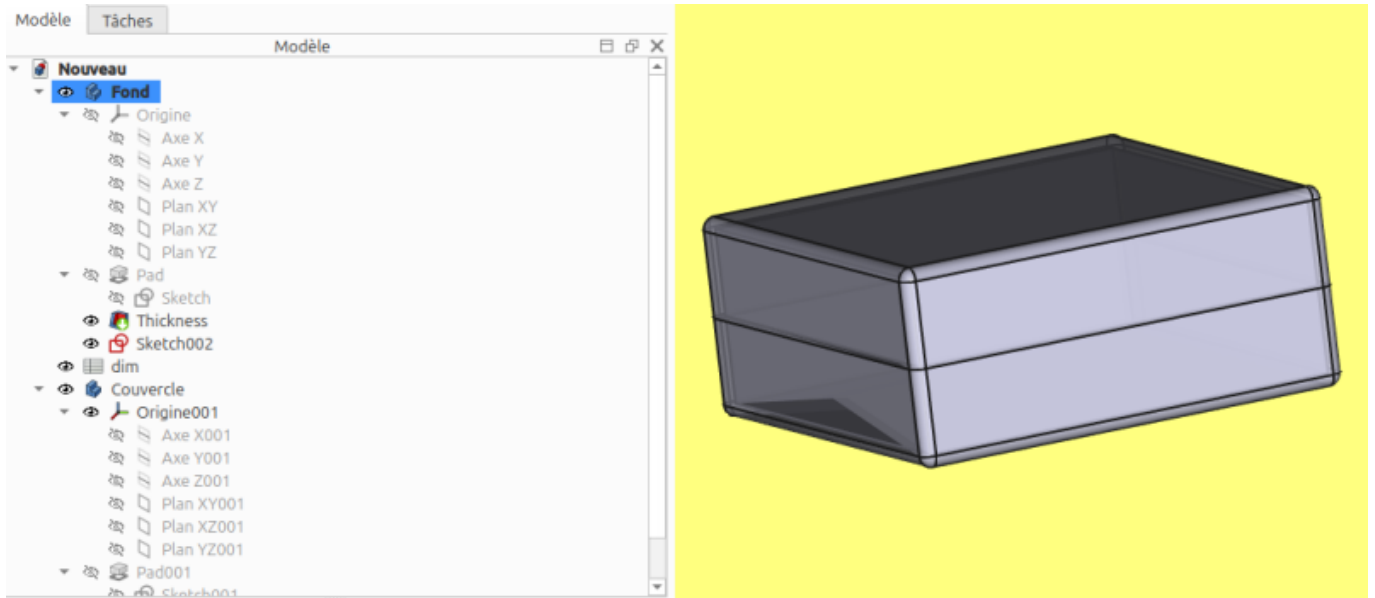 Modèle Tâches
Modèle
Nouveau
Fond
Origine
Axe X
Axe Y
Axe Z
Plan XY
Plan XZ
Plan YZ
Pad
Sketch
Thickness
Sketch002
dim
Couvercle
Origine001
Axe X001
Axe Y001
Axe Z001
Plan XY001
Plan XZ001
Plan YZ001
Pad001
Sketch001